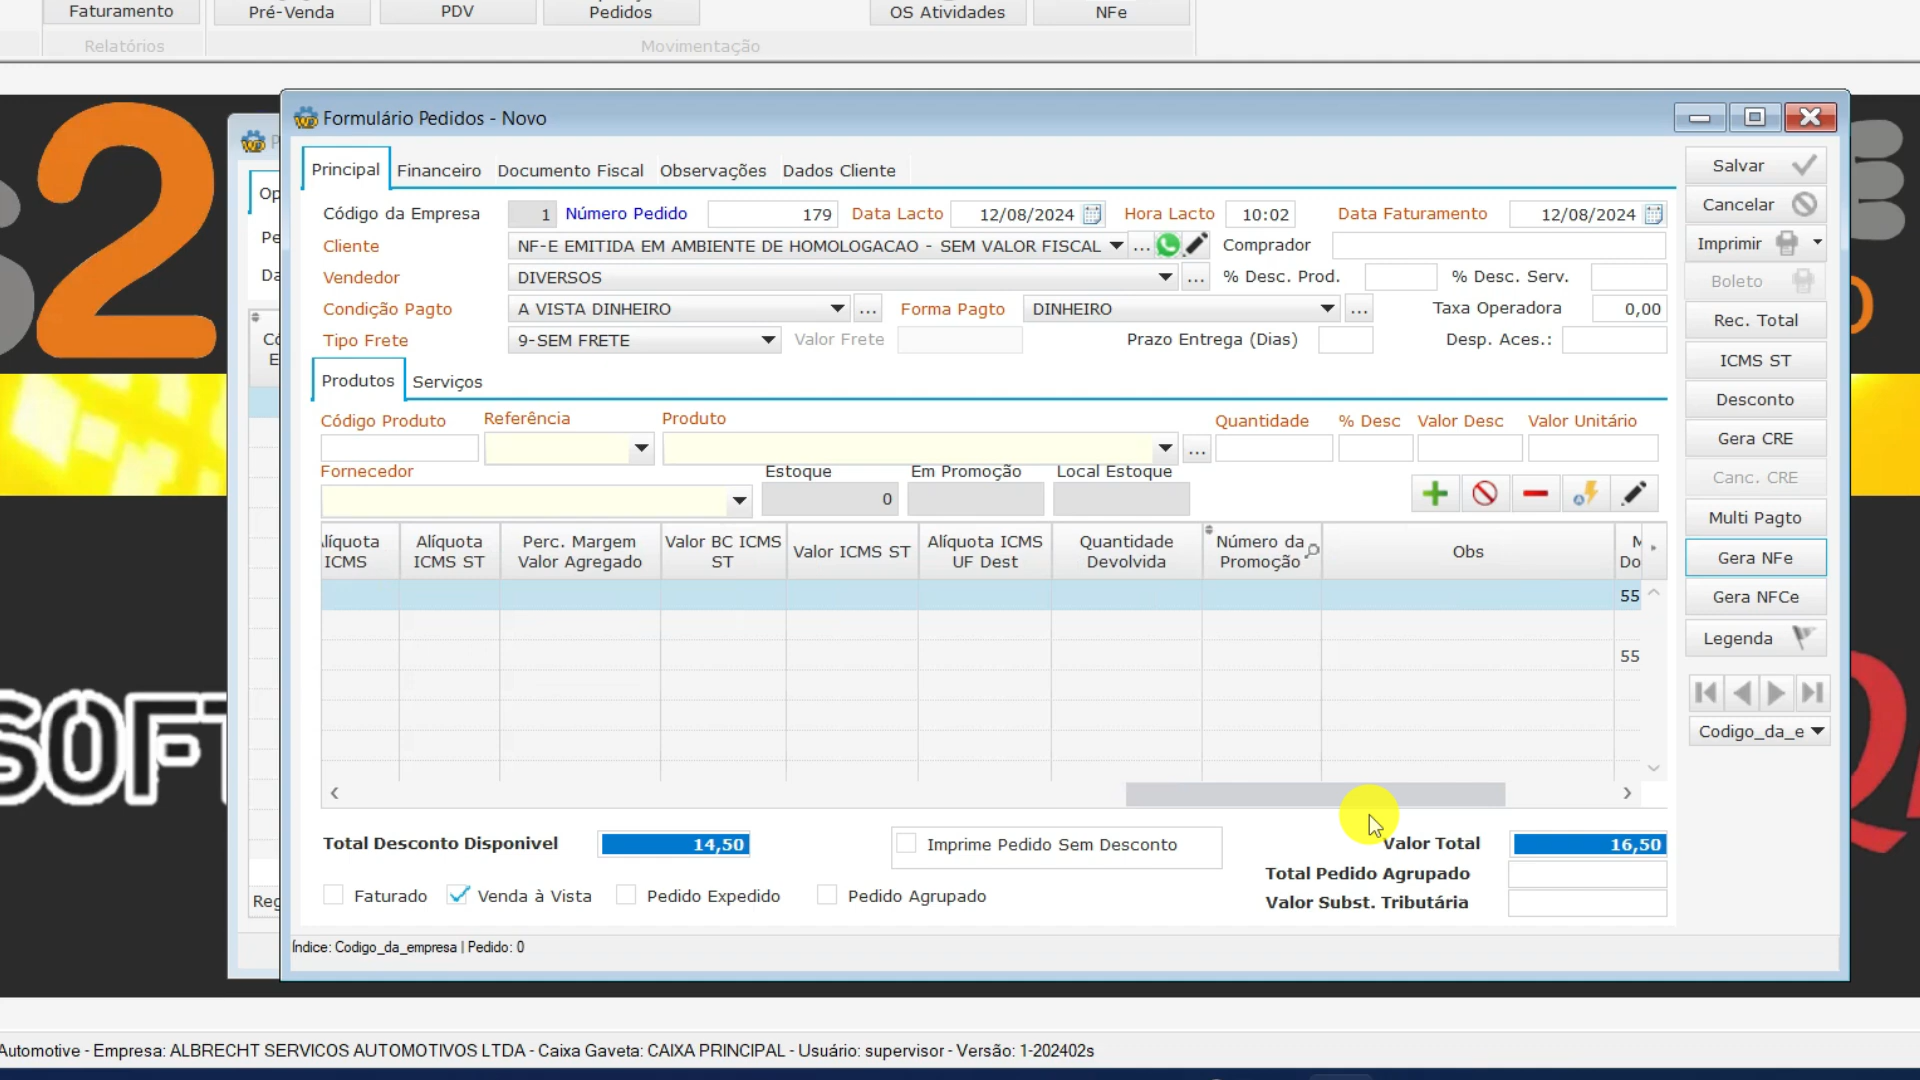 Faturamento
Pré-Venda
PDV
Pedidos
OS Atividades
NFe
Relatórios
Movimentação
Formulário Pedidos - Novo
Principal
Financeiro
Documento Fiscal
Observações
Dados Cliente
Código da Empresa
1
Número Pedido
179
Data Lacto
12/08/2024
Hora Lacto
10:02
Data Faturamento
12/08/2024
Cliente
NF-E EMITIDA EM AMBIENTE DE HOMOLOGACAO - SEM VALOR FISCAL
...
Comprador
Vendedor
DIVERSOS
...
% Desc. Prod.
% Desc. Serv.
Condição Pagto
A VISTA DINHEIRO
...
Forma Pagto
DINHEIRO
...
Taxa Operadora
0,00
Tipo Frete
9-SEM FRETE
Valor Frete
Prazo Entrega (Dias)
Desp. Aces.:
Produtos
Serviços
Código Produto
Referência
Produto
...
Quantidade
% Desc
Valor Desc
Valor Unitário
Fornecedor
Estoque
0
Em Promoção
Local Estoque
líquota
ICMS
Alíquota
ICMS ST
Perc. Margem
Valor Agregado
Valor BC ICMS
ST
Valor ICMS ST
Alíquota ICMS
UF Dest
Quantidade
Devolvida
Número da
Promoção
Obs
M
Do
55
55
Total Desconto Disponivel
14,50
Imprime Pedido Sem Desconto
Valor Total
16,50
Total Pedido Agrupado
Valor Subst. Tributária
Faturado
Venda à Vista
Pedido Expedido
Pedido Agrupado
Índice: Codigo_da_empresa | Pedido: 0
Salvar
Cancelar
Imprimir
Boleto
Rec. Total
ICMS ST
Desconto
Gera CRE
Canc. CRE
Multi Pagto
Gera NFe
Gera NFCe
Legenda
Codigo_da_e
P
Op
Pe
Da
Có
E
Reg
2
SOFT
Automotive - Empresa: ALBRECHT SERVICOS AUTOMOTIVOS LTDA - Caixa Gaveta: CAIXA PRINCIPAL - Usuário: supervisor - Versão: 1-202402s